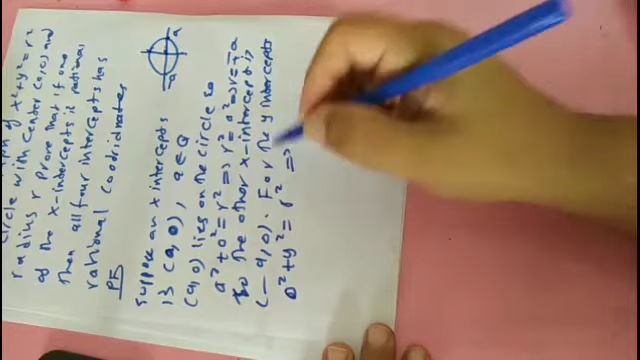 circle with center (0,0) and
radius r prove that if one
of the x-intercepts is rational
then all four intercepts has
rational coordinates
PF
suppose an x intercepts
is (a, 0), a ∈ Q
(a, 0) lies on the circle so
a² + 0² = r² => r² = a² => r = ±a
so the other x-intercept is
(-a, 0). For the y intercepts
0² + y² = r² =>
a
-a